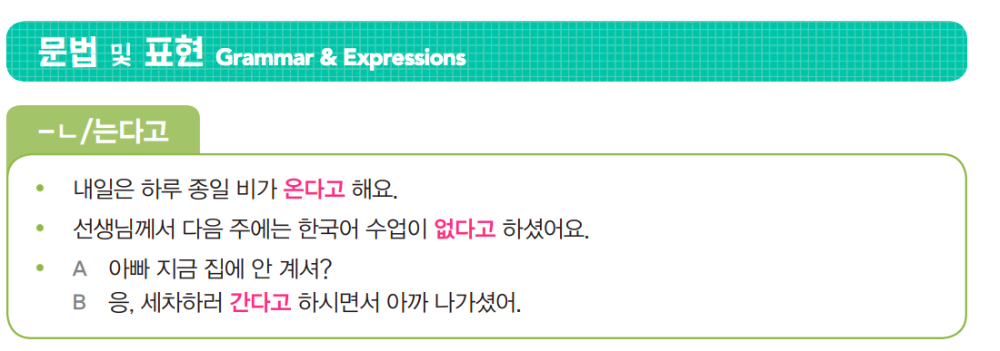 문법 및 표현 Grammar & Expressions
-ㄴ/는다고
• 내일은 하루 종일 비가 온다고 해요.
• 선생님께서 다음 주에는 한국어 수업이 없다고 하셨어요.
• A 아빠 지금 집에 안 계셔?
B 응, 세차하러 간다고 하시면서 아까 나가셨어.